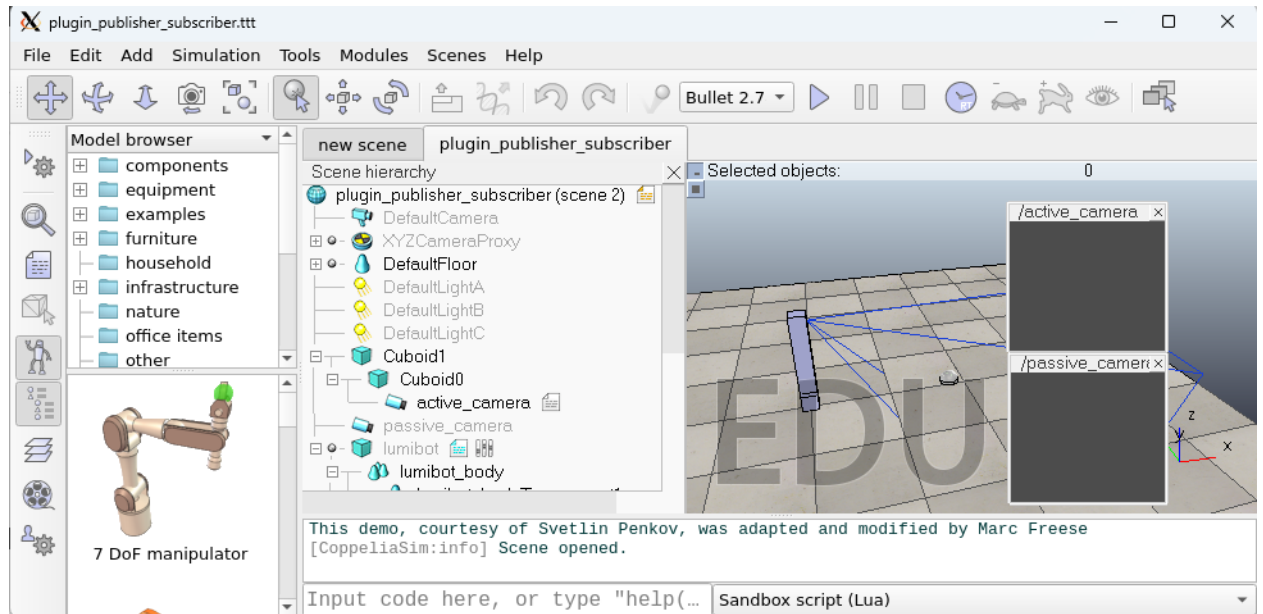 plugin_publisher_subscriber.ttt
File Edit Add Simulation Tools Modules Scenes Help
Bullet 2.7
RT
Model browser
components
equipment
examples
furniture
household
infrastructure
nature
office items
other
7 DoF manipulator
new scene
plugin_publisher_subscriber
Scene hierarchy
plugin_publisher_subscriber (scene 2)
DefaultCamera
XYZCameraProxy
DefaultFloor
DefaultLightA
DefaultLightB
DefaultLightC
Cuboid1
Cuboid0
active_camera
passive_camera
lumibot
lumibot_body
Selected objects: 0
/active_camera
/passive_camer
EDU
z
x
This demo, courtesy of Svetlin Penkov, was adapted and modified by Marc Freese
[CoppeliaSim:info] Scene opened.
Input code here, or type "help(…
Sandbox script (Lua)